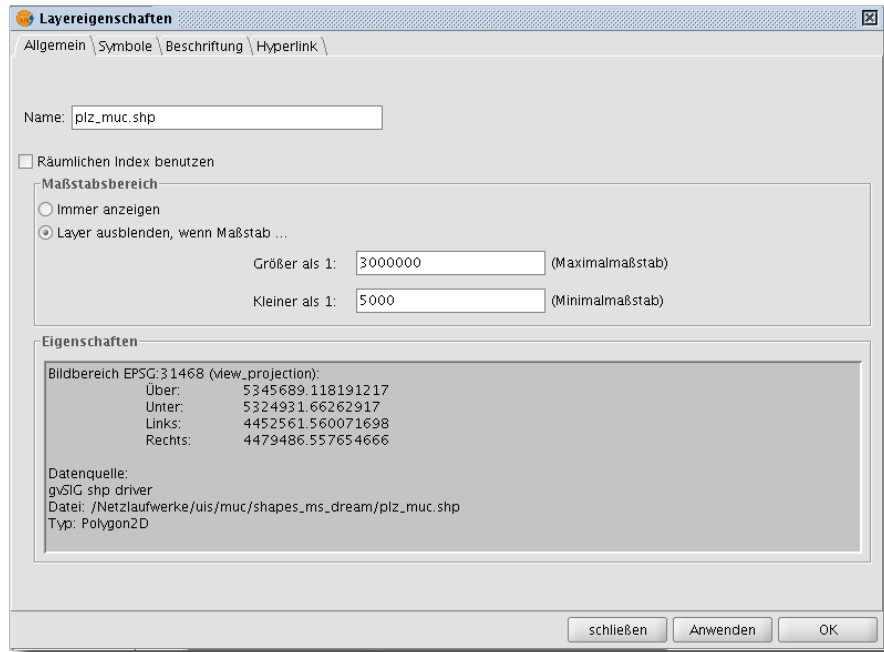 Layereigenschaften
Allgemein Symbole Beschriftung Hyperlink
Name: plz_muc.shp
Räumlichen Index benutzen
Maßstabsbereich
Immer anzeigen
Layer ausblenden, wenn Maßstab ...
Größer als 1: 3000000 (Maximalmaßstab)
Kleiner als 1: 5000 (Minimalmaßstab)
Eigenschaften
Bildbereich EPSG:31468 (view_projection):
Über: 5345689.118191217
Unter: 5324931.66262917
Links: 4452561.560071698
Rechts: 4479486.557654666
Datenquelle:
gvSIG shp driver
Datei: /Netzlaufwerke/uis/muc/shapes_ms_dream/plz_muc.shp
Typ: Polygon2D
schließen Anwenden OK